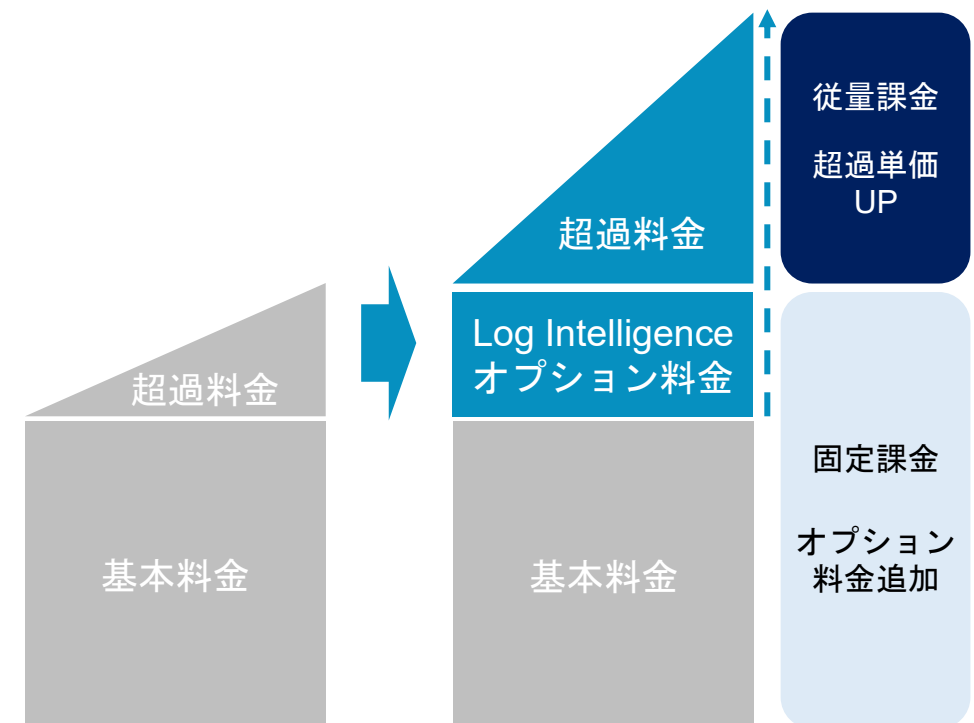 超過料金
基本料金
超過料金
Log Intelligence
オプション料金
基本料金
従量課金
超過単価
UP
固定課金
オプション
料金追加